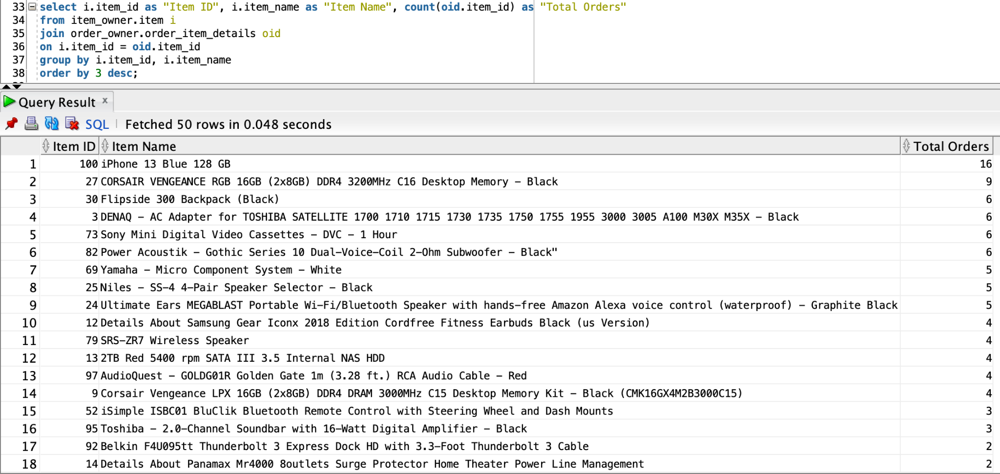 33 select i.item_id as "Item ID", i.item_name as "Item Name", count(oid.item_id) as "Total Orders"
34 from item_owner.item i
35 join order_owner.order_item_details oid
36 on i.item_id = oid.item_id
37 group by i.item_id, i.item_name
38 order by 3 desc;
Query Result x
SQL | Fetched 50 rows in 0.048 seconds
Item ID Item Name Total Orders
1 100 iPhone 13 Blue 128 GB 16
2 27 CORSAIR VENGEANCE RGB 16GB (2x8GB) DDR4 3200MHz C16 Desktop Memory – Black 9
3 30 Flipside 300 Backpack (Black) 6
4 3 DENAQ – AC Adapter for TOSHIBA SATELLITE 1700 1710 1715 1730 1735 1750 1755 1955 3000 3005 A100 M30X M35X – Black 6
5 73 Sony Mini Digital Video Cassettes – DVC – 1 Hour 6
6 82 Power Acoustik – Gothic Series 10 Dual–Voice–Coil 2–Ohm Subwoofer – Black" 6
7 69 Yamaha – Micro Component System – White 5
8 25 Niles – SS–4 4–Pair Speaker Selector – Black 5
9 24 Ultimate Ears MEGABLAST Portable Wi–Fi/Bluetooth Speaker with hands–free Amazon Alexa voice control (waterproof) – Graphite Black 5
10 12 Details About Samsung Gear Iconx 2018 Edition Cordfree Fitness Earbuds Black (us Version) 4
11 79 SRS–ZR7 Wireless Speaker 4
12 13 2TB Red 5400 rpm SATA III 3.5 Internal NAS HDD 4
13 97 AudioQuest – GOLDG01R Golden Gate 1m (3.28 ft.) RCA Audio Cable – Red 4
14 9 Corsair Vengeance LPX 16GB (2x8GB) DDR4 DRAM 3000MHz C15 Desktop Memory Kit – Black (CMK16GX4M2B3000C15) 4
15 52 iSimple ISBC01 BluClik Bluetooth Remote Control with Steering Wheel and Dash Mounts 3
16 95 Toshiba – 2.0–Channel Soundbar with 16–Watt Digital Amplifier – Black 3
17 92 Belkin F4U095tt Thunderbolt 3 Express Dock HD with 3.3–Foot Thunderbolt 3 Cable 2
18 14 Details About Panamax Mr4000 8outlets Surge Protector Home Theater Power Line Management 2